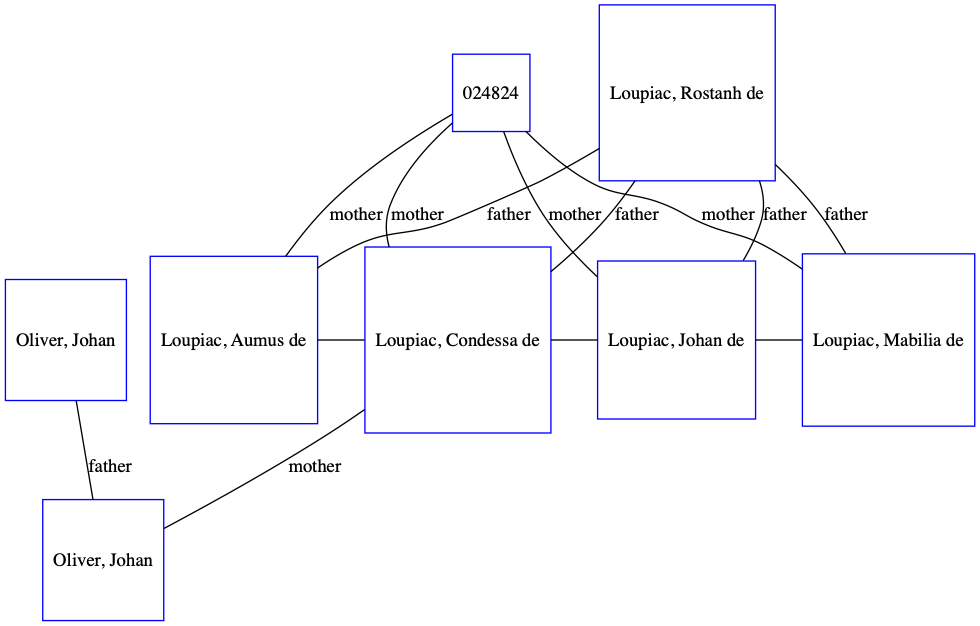 024824
Loupiac, Rostanh de
mother
mother
father
mother
father
mother
father
father
Oliver, Johan
Loupiac, Aumus de
Loupiac, Condessa de
Loupiac, Johan de
Loupiac, Mabilia de
father
mother
Oliver, Johan